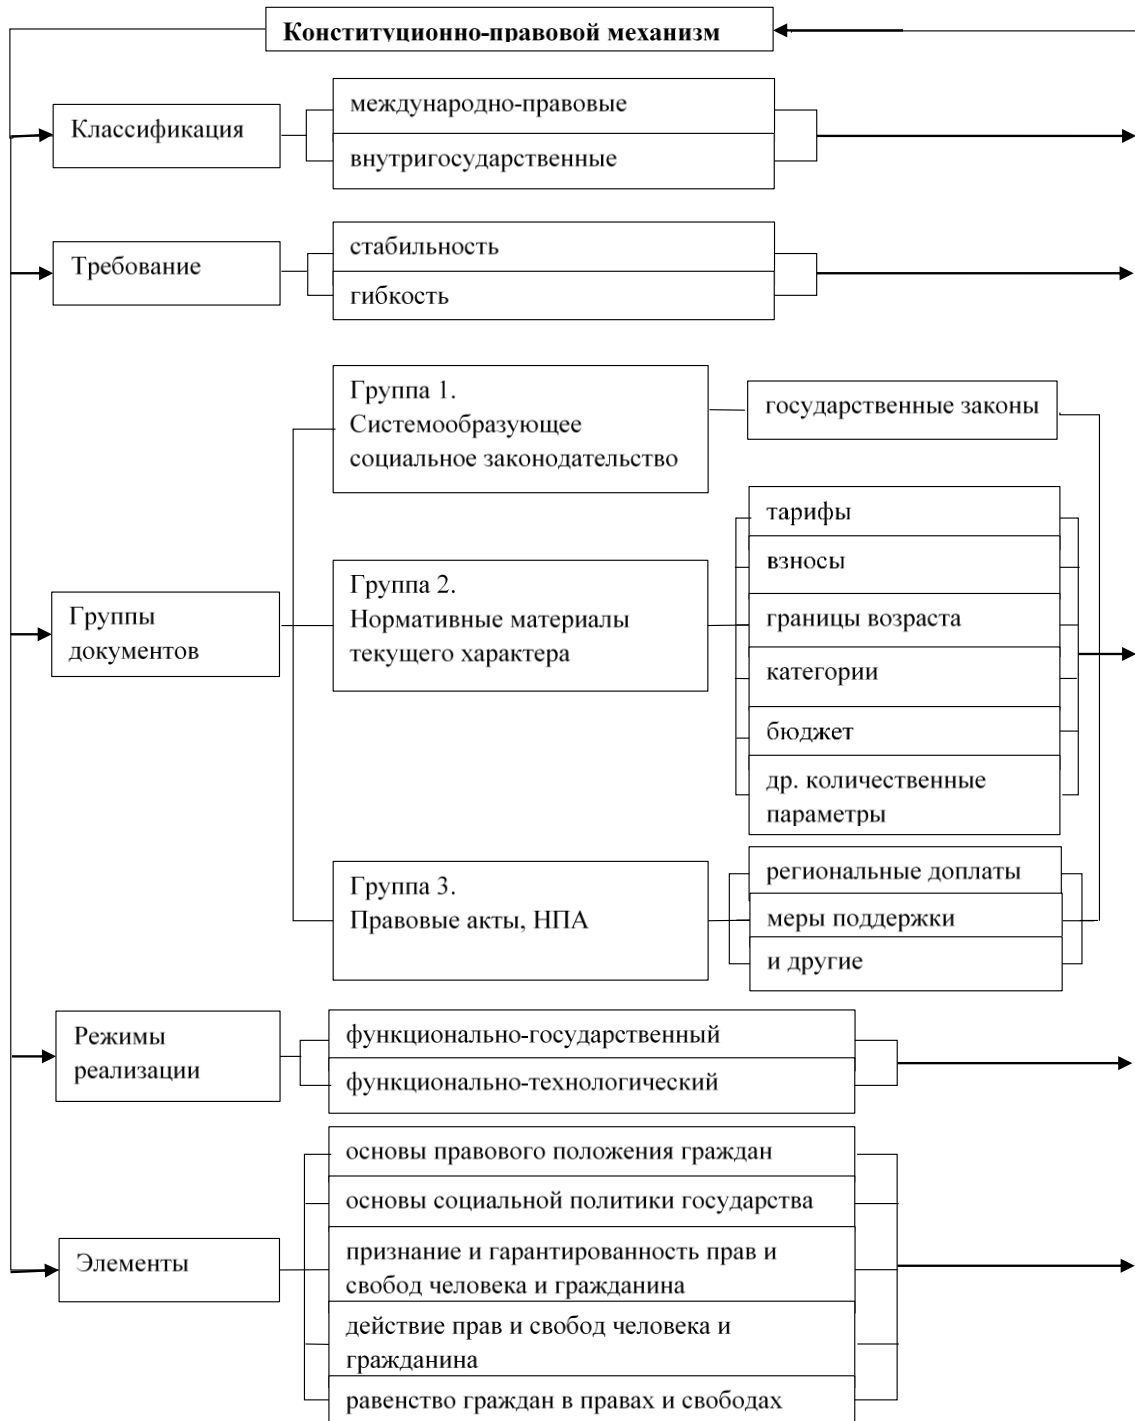 Конституционно-правовой механизм
Классификация
международно-правовые
внутригосударственные
Требование
стабильность
гибкость
Группы
документов
Группа 1.
Системообразующее
социальное законодательство
государственные законы
Группа 2.
Нормативные материалы
текущего характера
тарифы
взносы
границы возраста
категории
бюджет
др. количественные
параметры
Группа 3.
Правовые акты, НПА
региональные доплаты
меры поддержки
и другие
Режимы
реализации
функционально-государственный
функционально-технологический
Элементы
основы правового положения граждан
основы социальной политики государства
признание и гарантированность прав и
свобод человека и гражданина
действие прав и свобод человека и
гражданина
равенство граждан в правах и свободах